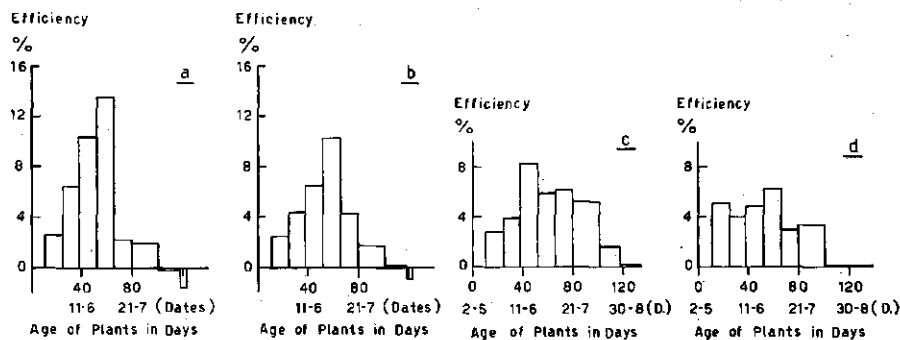 Efficiency
%
a
16
12
8
4
0
40 80
11-6 21-7 (Dates)
Age of Plants in Days
Efficiency
%
b
16
12
8
4
0
40 80
11-6 21-7 (Dates)
Age of Plants in Days
Efficiency
%
c
8
4
0
0 40 80 120
2-5 11-6 21-7 30-8 (D.)
Age of Plants in Days
Efficiency
%
d
8
4
0
0 40 80 120
2-5 11-6 21-7 30-8 (D.)
Age of Plants in Days